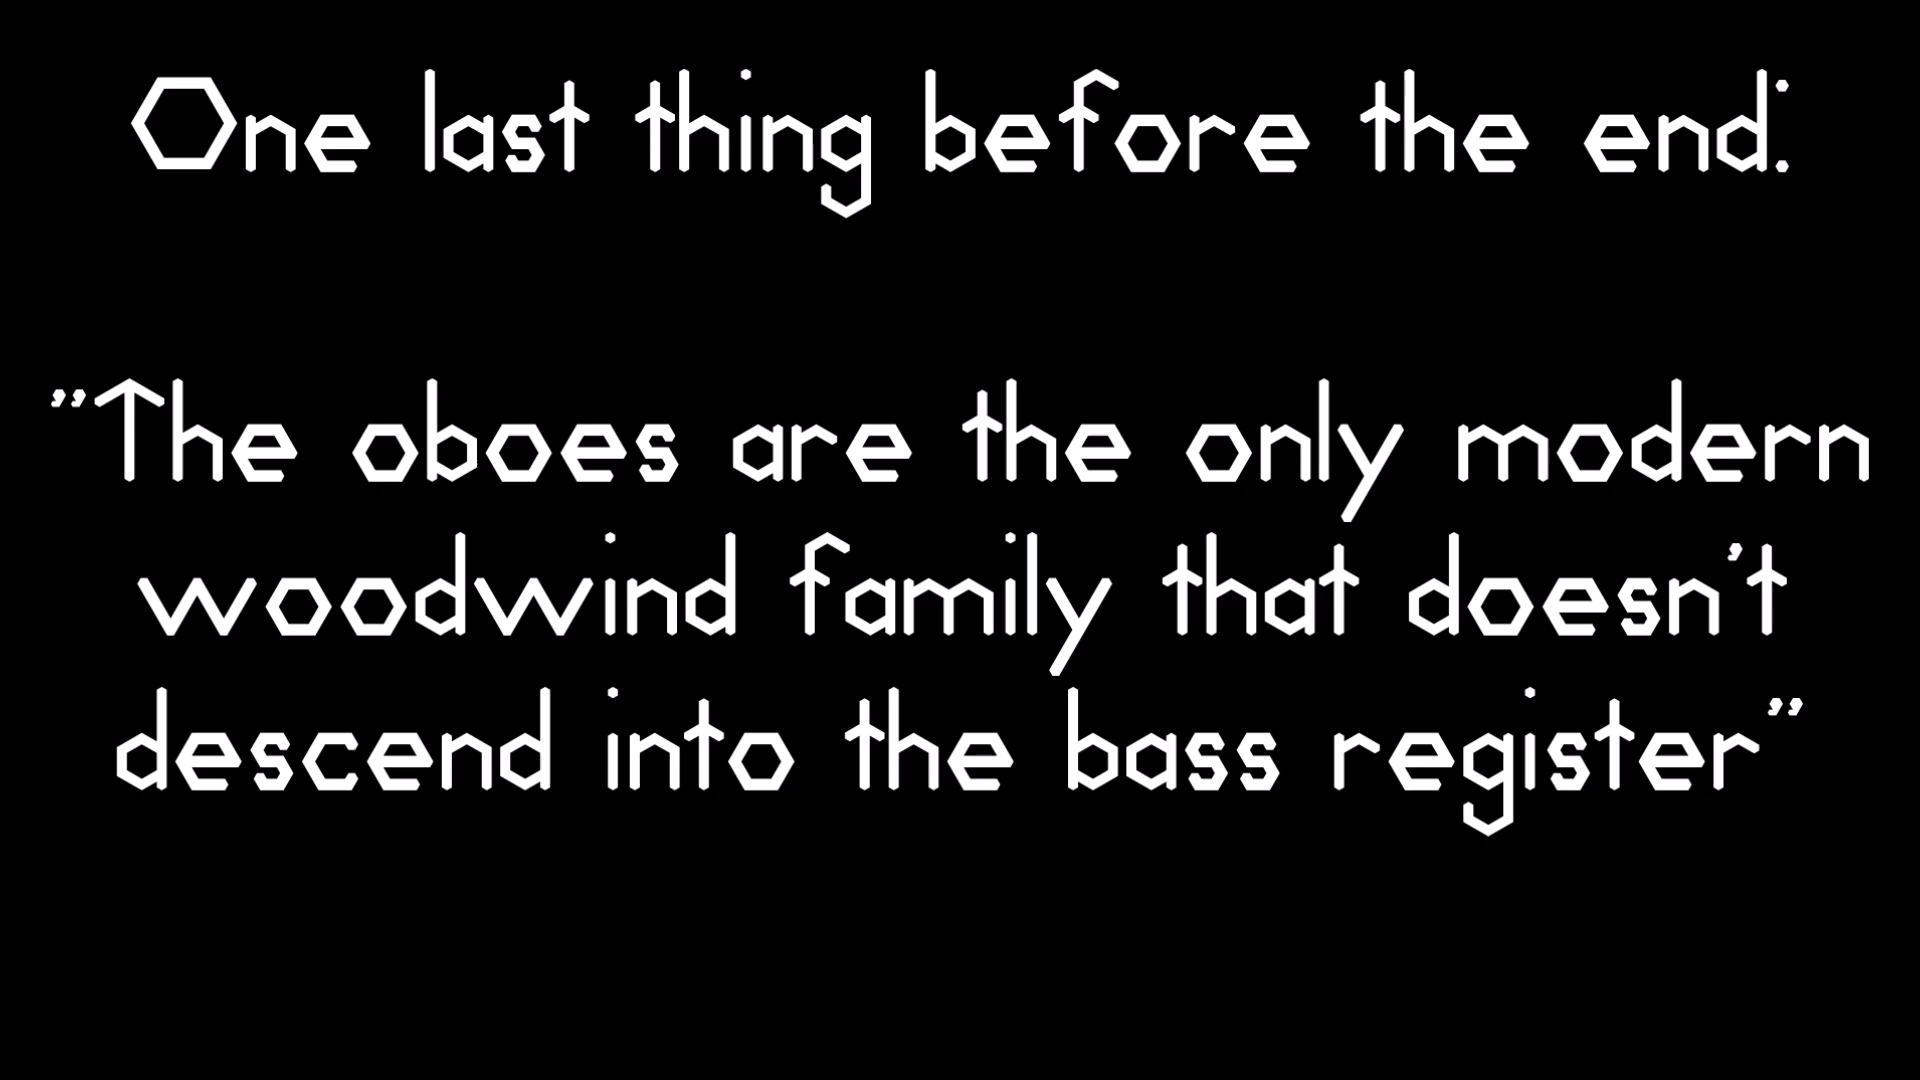 One last thing before the end:
"The oboes are the only modern
woodwind family that doesn't
descend into the bass register"